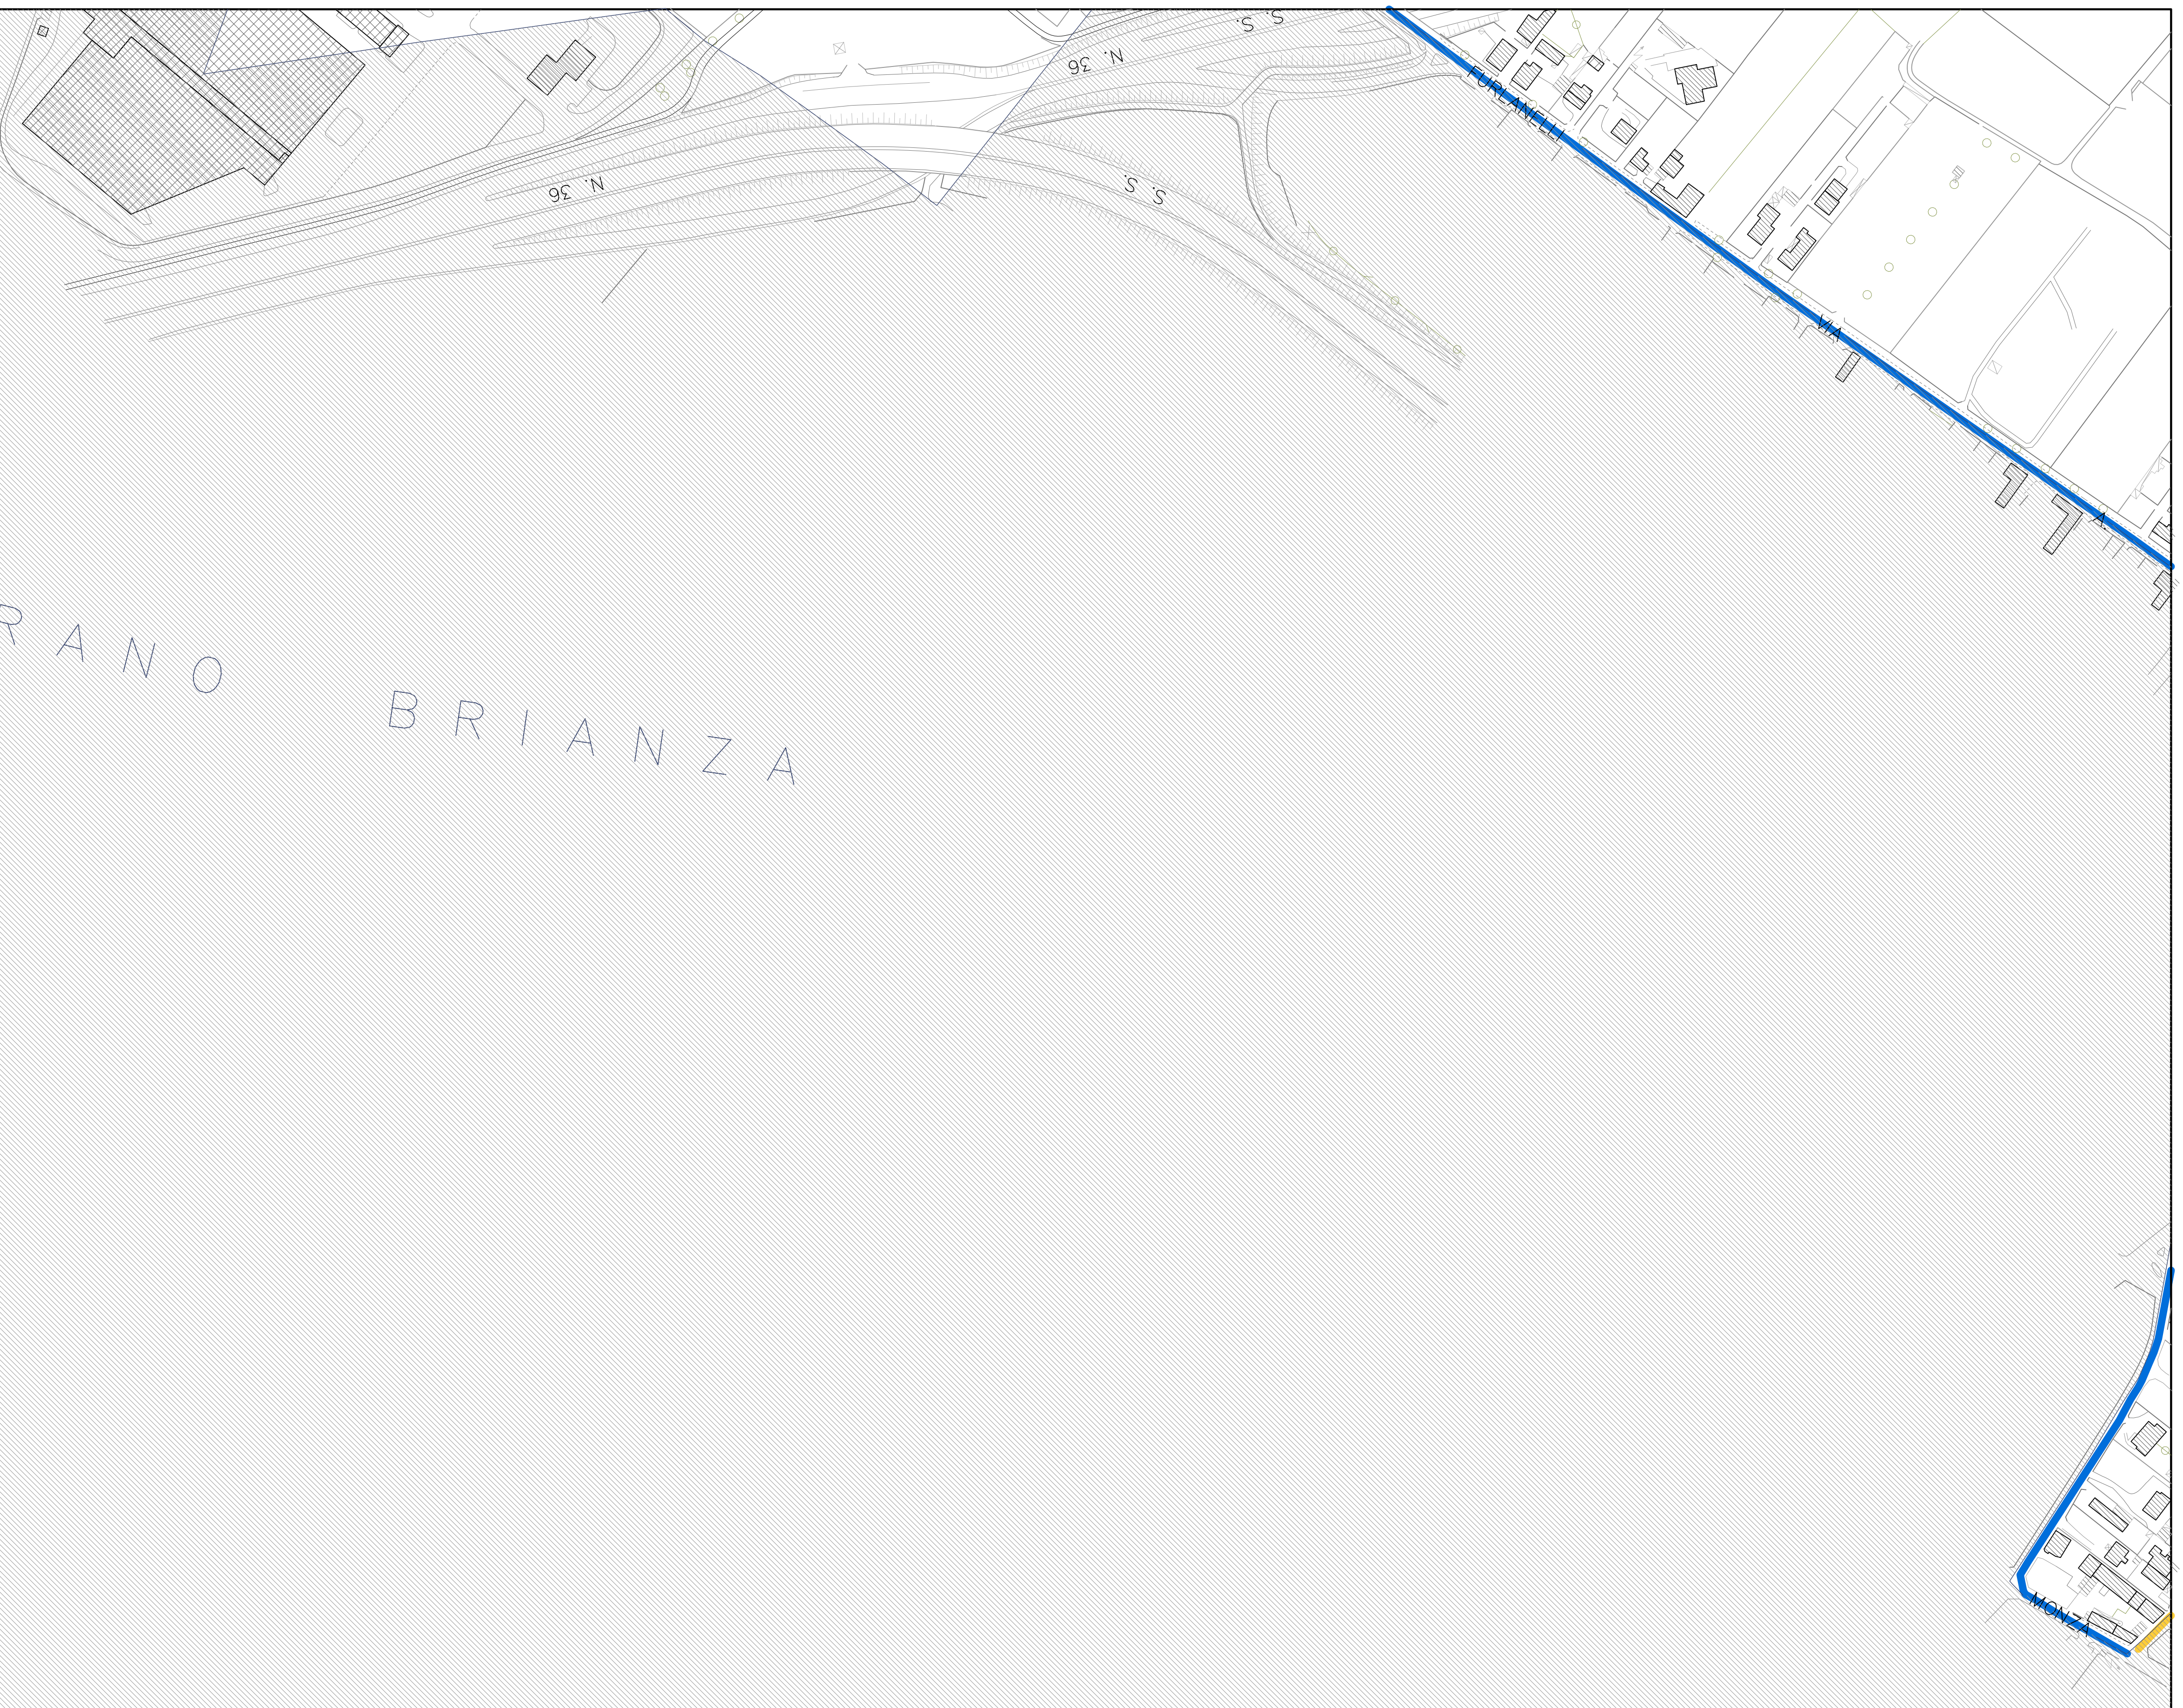 S. S.
N. 36
FURLANELLI
N. 36
S. S.
VIA
A.
RANO BRIANZA
MONZA